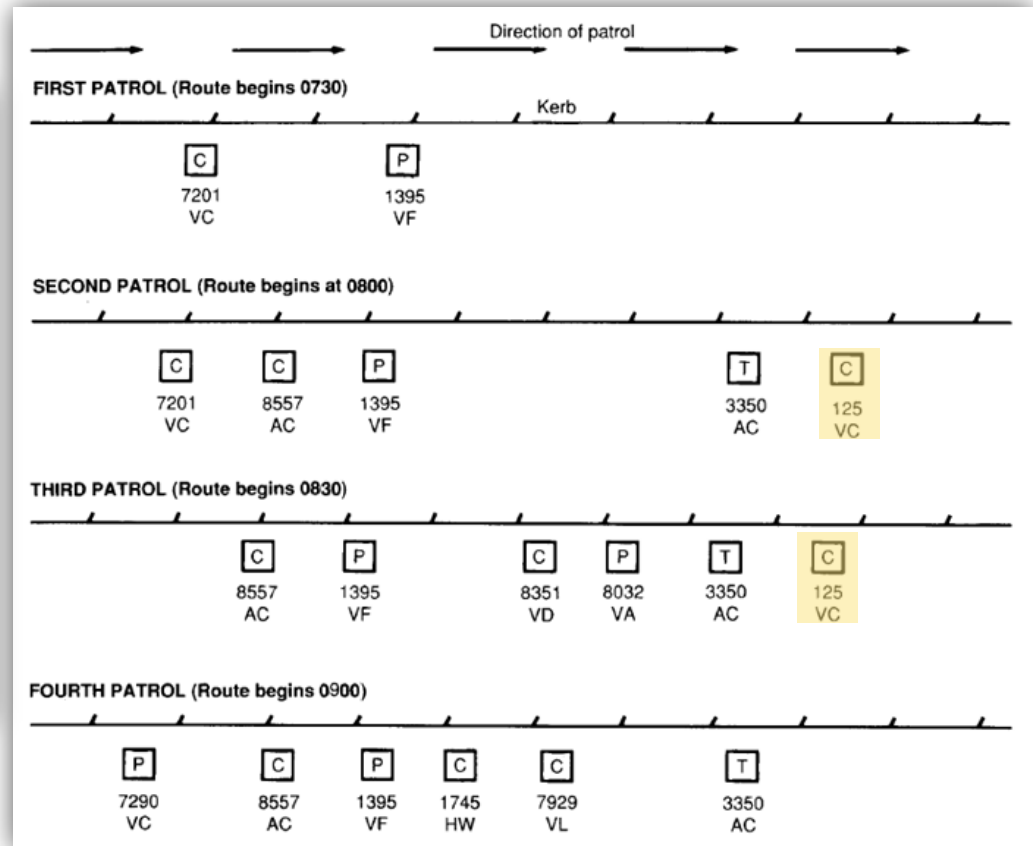 Direction of patrol
FIRST PATROL (Route begins 0730)
Kerb
C P
7201 1395
VC VF
SECOND PATROL (Route begins at 0800)
C C P T C
7201 8557 1395 3350 125
VC AC VF AC VC
THIRD PATROL (Route begins 0830)
C P C P T C
8557 1395 8351 8032 3350 125
AC VF VD VA AC VC
FOURTH PATROL (Route begins 0900)
P C P C C T
7290 8557 1395 1745 7929 3350
VC AC VF HW VL AC